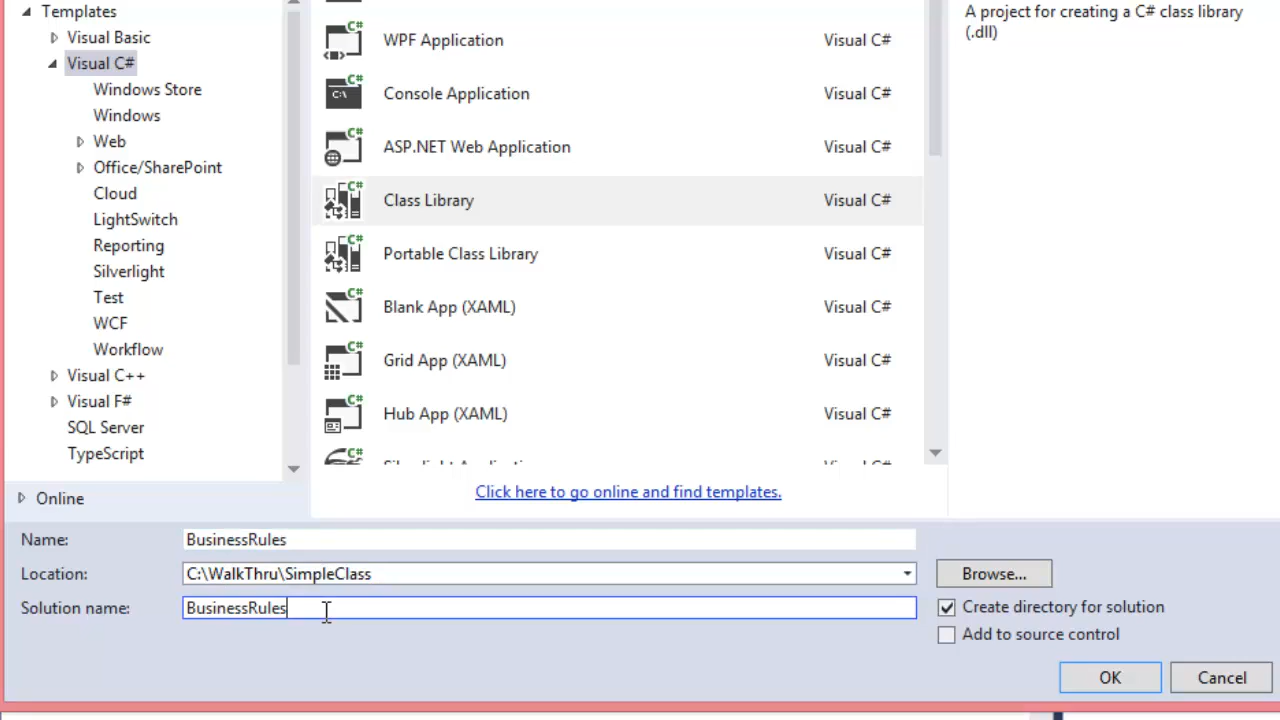 Templates
Visual Basic
Visual C#
Windows Store
Windows
Web
Office/SharePoint
Cloud
LightSwitch
Reporting
Silverlight
Test
WCF
Workflow
Visual C++
Visual F#
SQL Server
TypeScript
Online
WPF Application Visual C#
Console Application Visual C#
ASP.NET Web Application Visual C#
Class Library Visual C#
Portable Class Library Visual C#
Blank App (XAML) Visual C#
Grid App (XAML) Visual C#
Hub App (XAML) Visual C#
Click here to go online and find templates.
A project for creating a C# class library
(.dll)
Name: BusinessRules
Location: C:\WalkThru\SimpleClass Browse...
Solution name: BusinessRules Create directory for solution
Add to source control
OK Cancel